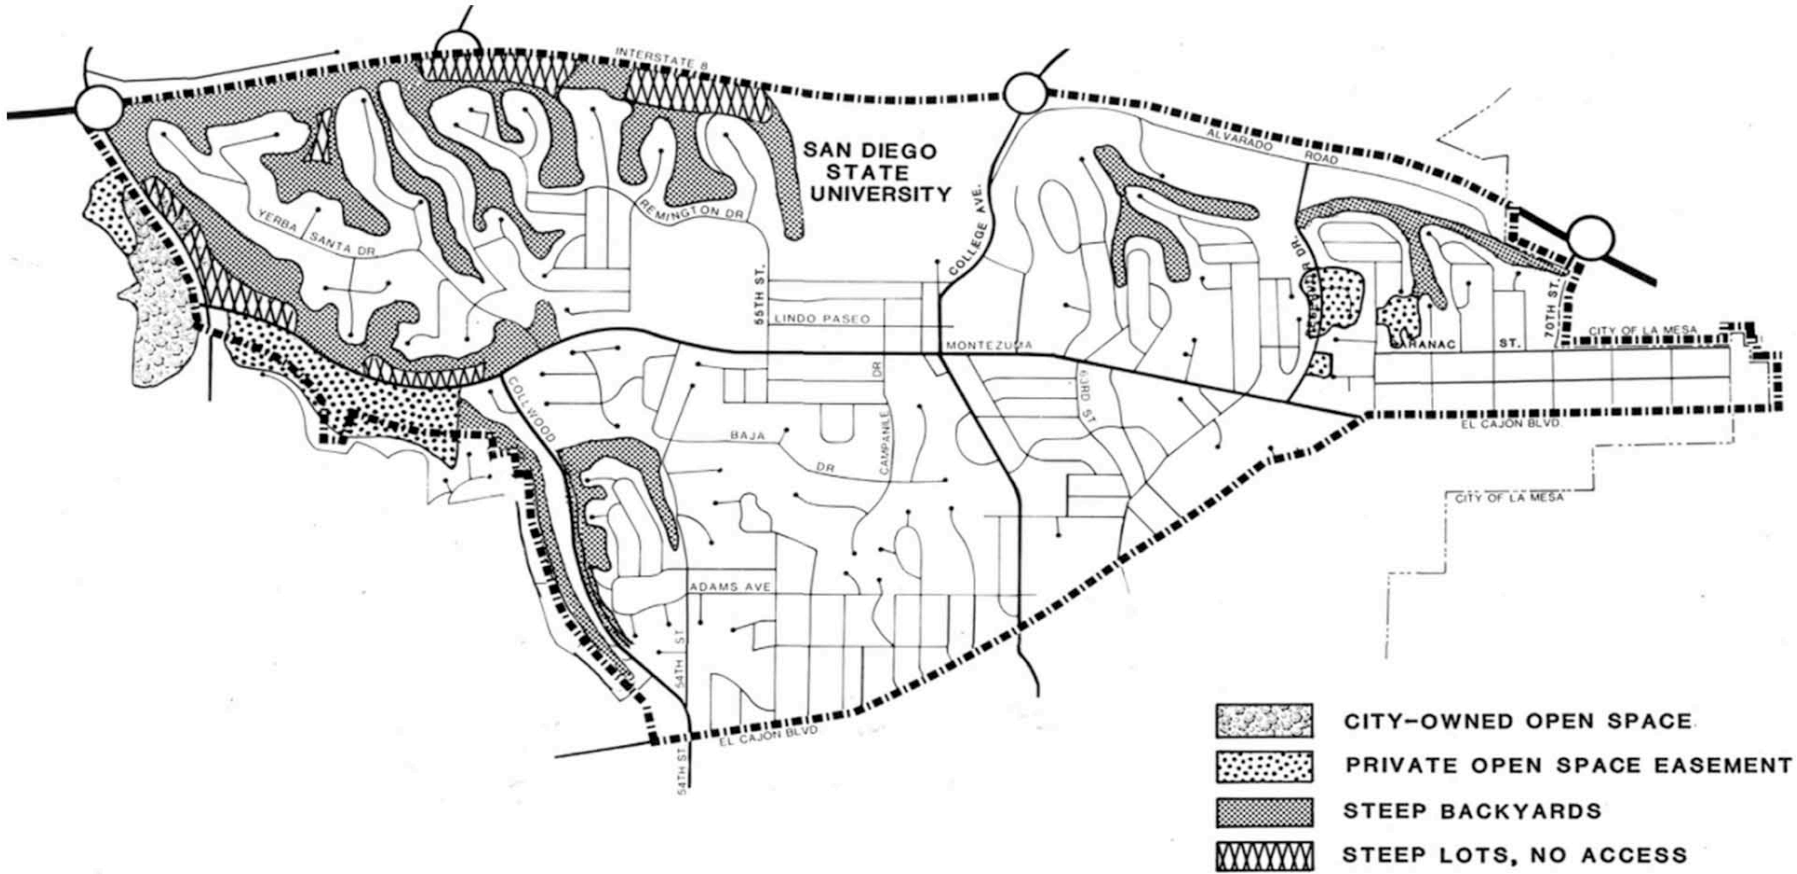 INTERSTATE 8
ALVARADO
ROAD
SAN DIEGO
STATE
UNIVERSITY
COLLEGE AVE.
REMINGTON DR
YERBA
SANTA DR.
55TH ST.
LINDO PASEO
MONTEZUMA
70TH ST.
CITY OF LA MESA
SARANAC
ST.
COLLWOOD
DR
63RD ST
EL CAJON BLVD.
BAJA
DR
CAMPANILE
CITY OF LA MESA
ADAMS AVE
54TH ST
EL CAJON BLVD
54TH ST
CITY-OWNED OPEN SPACE
PRIVATE OPEN SPACE EASEMENT
STEEP BACKYARDS
STEEP LOTS, NO ACCESS